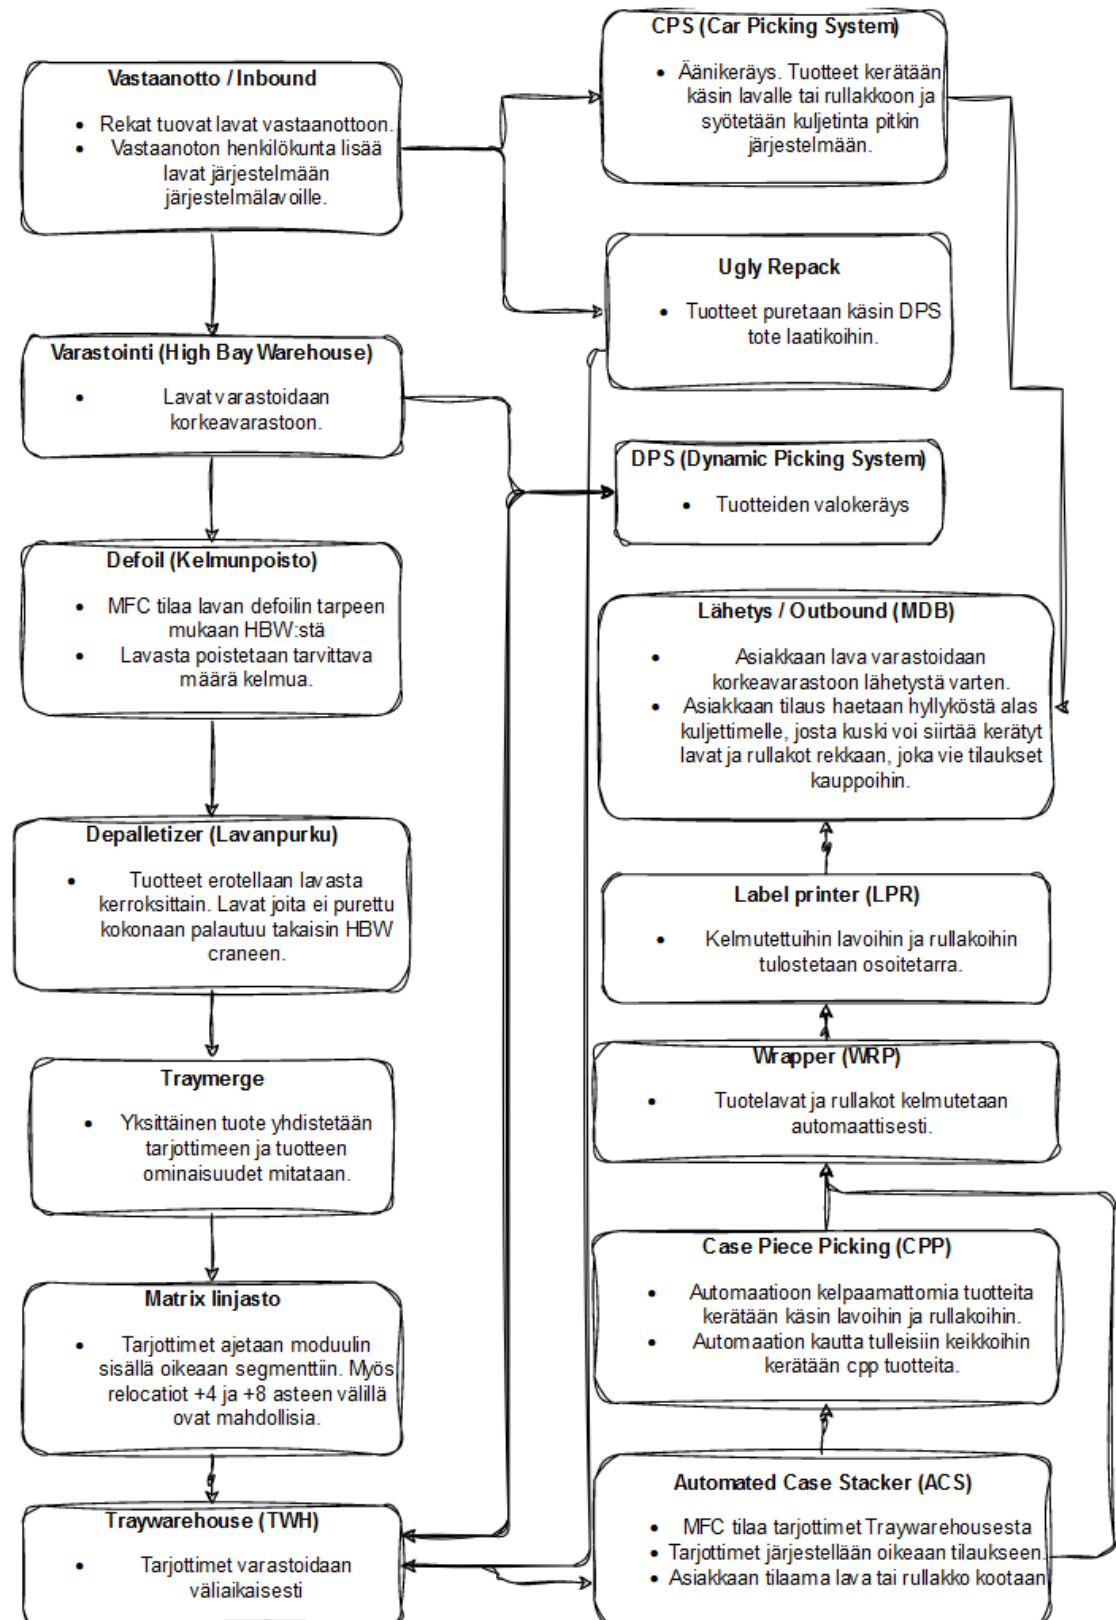 Vastaanotto / Inbound
• Rekat tuovat lavat vastaanottoon.
• Vastaanoton henkilökunta lisää
lavat järjestelmään
järjestelmälavoille.
Varastointi (High Bay Warehouse)
• Lavat varastoidaan
korkeavarastoon.
Defoil (Kelmunpoisto)
• MFC tilaa lavan defoilin tarpeen
mukaan HBW:stä
• Lavasta poistetaan tarvittava
määrä kelmua.
Depalletizer (Lavanpurku)
• Tuotteet erotellaan lavasta
kerroksittain. Lavat joita ei purettu
kokonaan palautuu takaisin HBW
craneen.
Traymerge
• Yksittäinen tuote yhdistetään
tarjottimeen ja tuotteen
ominaisuudet mitataan.
Matrix linjasto
• Tarjottimet ajetaan moduulin
sisällä oikeaan segmenttiin. Myös
relocatiot +4 ja +8 asteen välillä
ovat mahdollisia.
Traywarehouse (TWH)
• Tarjottimet varastoidaan
väliaikaisesti
CPS (Car Picking System)
• Äänikeräys. Tuotteet kerätään
käsin lavalle tai rullakkoon ja
syötetään kuljetinta pitkin
järjestelmään.
Ugly Repack
• Tuotteet puretaan käsin DPS
tote laatikoihin.
DPS (Dynamic Picking System)
• Tuotteiden valokeräys
Lähetys / Outbound (MDB)
• Asiakkaan lava varastoidaan
korkeavarastoon lähetystä varten.
• Asiakkaan tilaus haetaan hyllyköstä alas
kuljettimelle, josta kuski voi siirtää kerätyt
lavat ja rullakot rekkaan, joka vie tilaukset
kauppoihin.
Label printer (LPR)
• Kelmutettuihin lavoihin ja rullakoihin
tulostetaan osoitetarra.
Wrapper (WRP)
• Tuotelavat ja rullakot kelmutetaan
automaattisesti.
Case Piece Picking (CPP)
• Automaatioon kelpaamattomia tuotteita
kerätään käsin lavoihin ja rullakoihin.
• Automaation kautta tulleisiin keikkoihin
kerätään cpp tuotteita.
Automated Case Stacker (ACS)
• MFC tilaa tarjottimet Traywarehousesta
• Tarjottimet järjestellään oikeaan tilaukseen.
• Asiakkaan tilaama lava tai rullakko kootaan